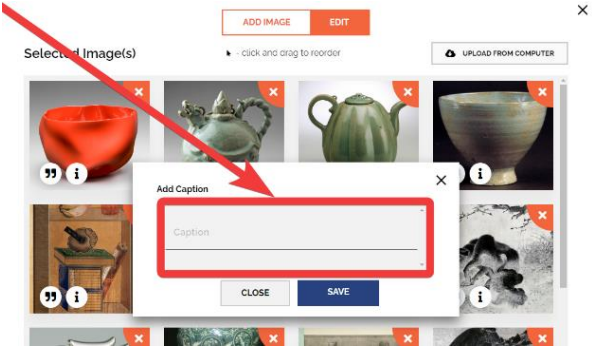 ADD IMAGE EDIT
Selected Image(s)
- click and drag to reorder
UPLOAD FROM COMPUTER
Add Caption
Caption
CLOSE SAVE